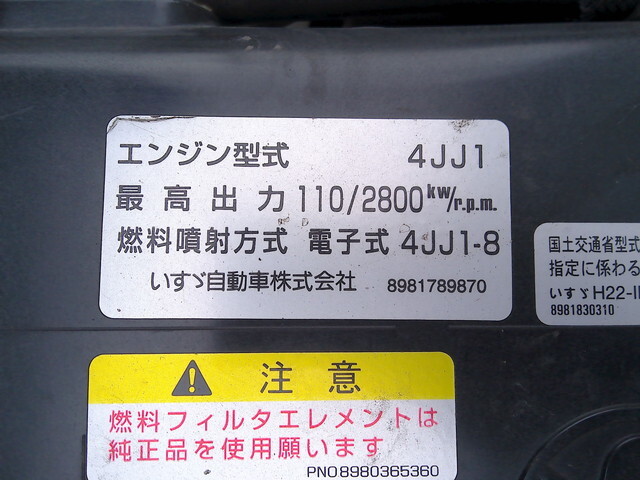 エンジン型式 4JJ1
最高出力 110/2800kw/r.p.m.
燃料噴射方式 電子式 4JJ1-8
いすゞ自動車株式会社 8981789870
国土交通省型式
指定に係わる
いすゞH22-
8981830310
注意
燃料フィルタエレメントは
純正品を使用願います
PNO8980365360